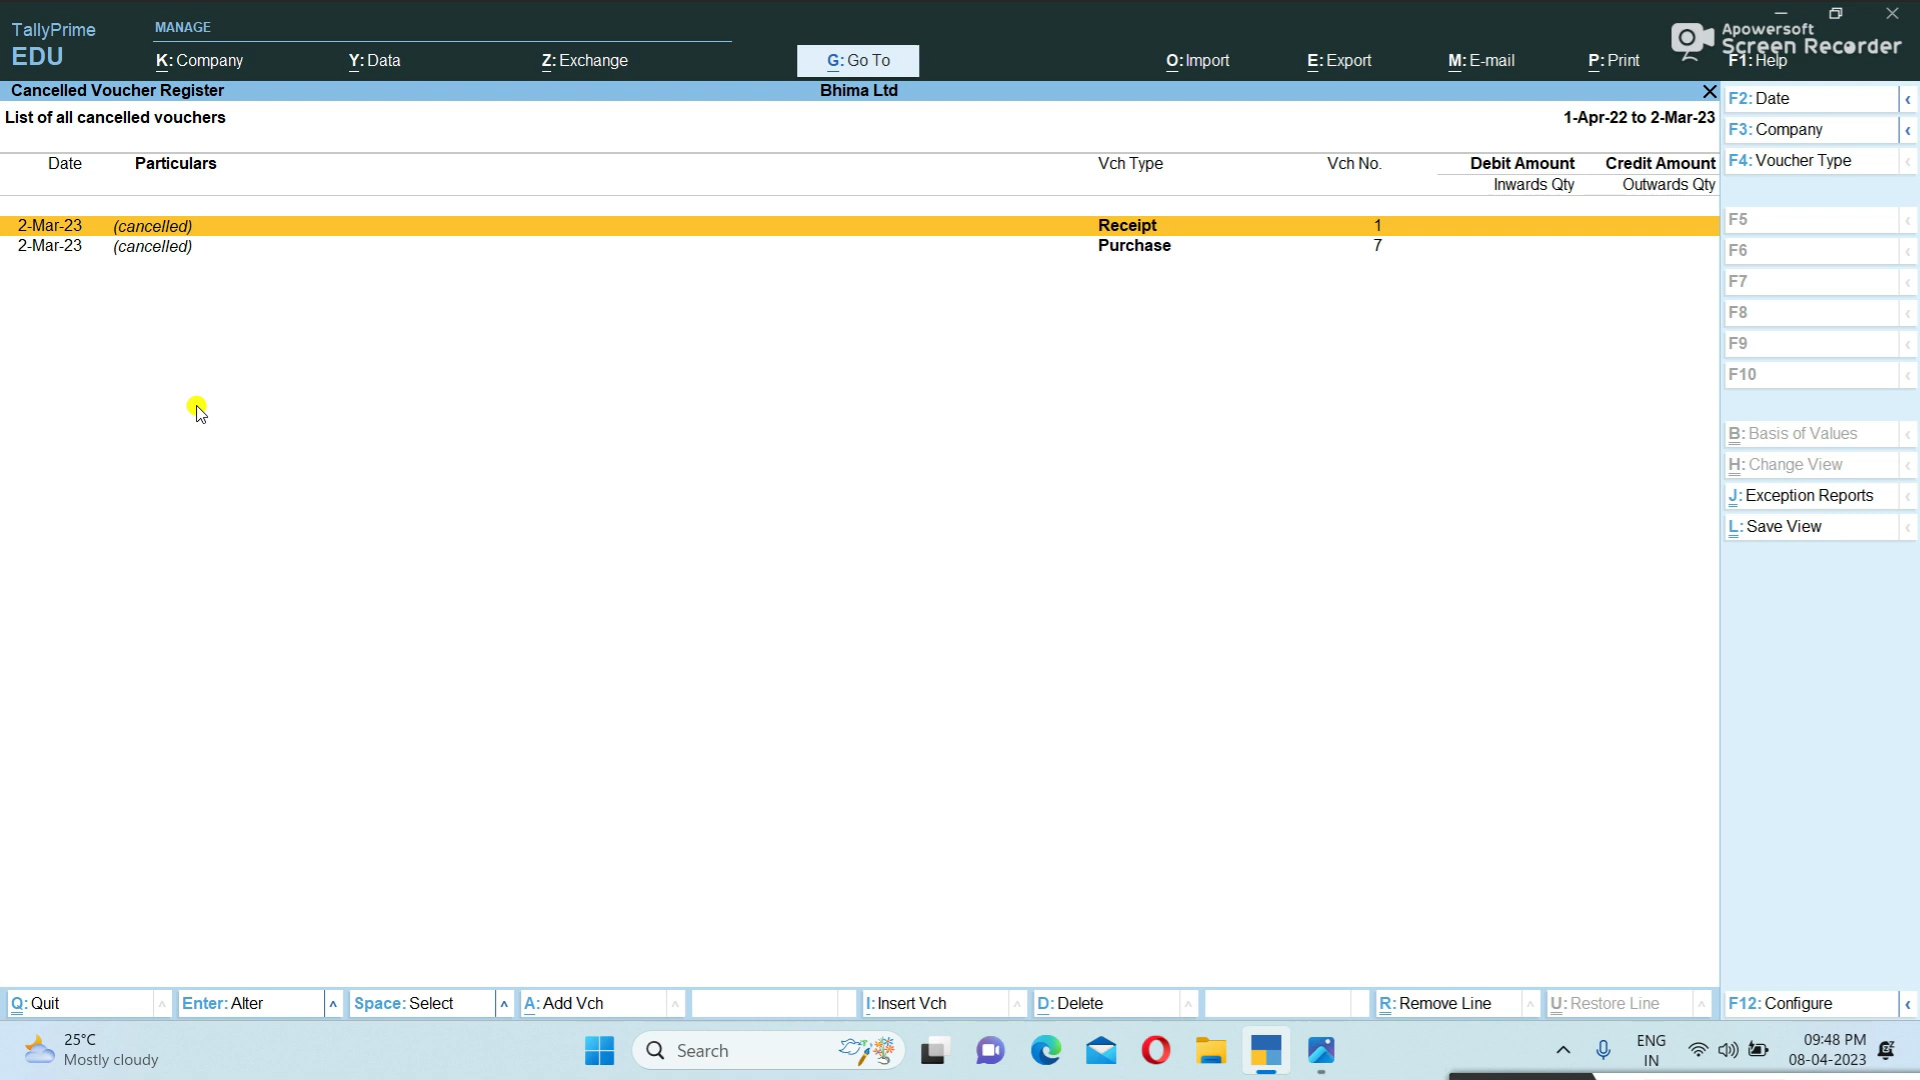 TallyPrime
EDU
MANAGE
K: Company
Y: Data
Z: Exchange
G: Go To
O: Import
E: Export
M: E-mail
P: Print
F1: Help
Apowersoft
Screen Recorder
Cancelled Voucher Register
Bhima Ltd
List of all cancelled vouchers
1-Apr-22 to 2-Mar-23
Date Particulars Vch Type Vch No. Debit Amount Credit Amount
Inwards Qty Outwards Qty
2-Mar-23 (cancelled) Receipt 1
2-Mar-23 (cancelled) Purchase 7
F2: Date
F3: Company
F4: Voucher Type
F5
F6
F7
F8
F9
F10
B: Basis of Values
H: Change View
J: Exception Reports
L: Save View
Q: Quit
Enter: Alter
Space: Select
A: Add Vch
I: Insert Vch
D: Delete
R: Remove Line
U: Restore Line
F12: Configure
25°C
Mostly cloudy
Search
ENG
IN
09:48 PM
08-04-2023